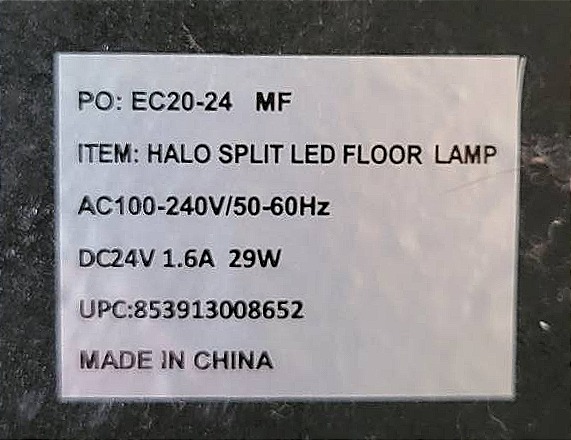 PO: EC20-24 MF
ITEM: HALO SPLIT LED FLOOR LAMP
AC100-240V/50-60Hz
DC24V 1.6A 29W
UPC:853913008652
MADE IN CHINA